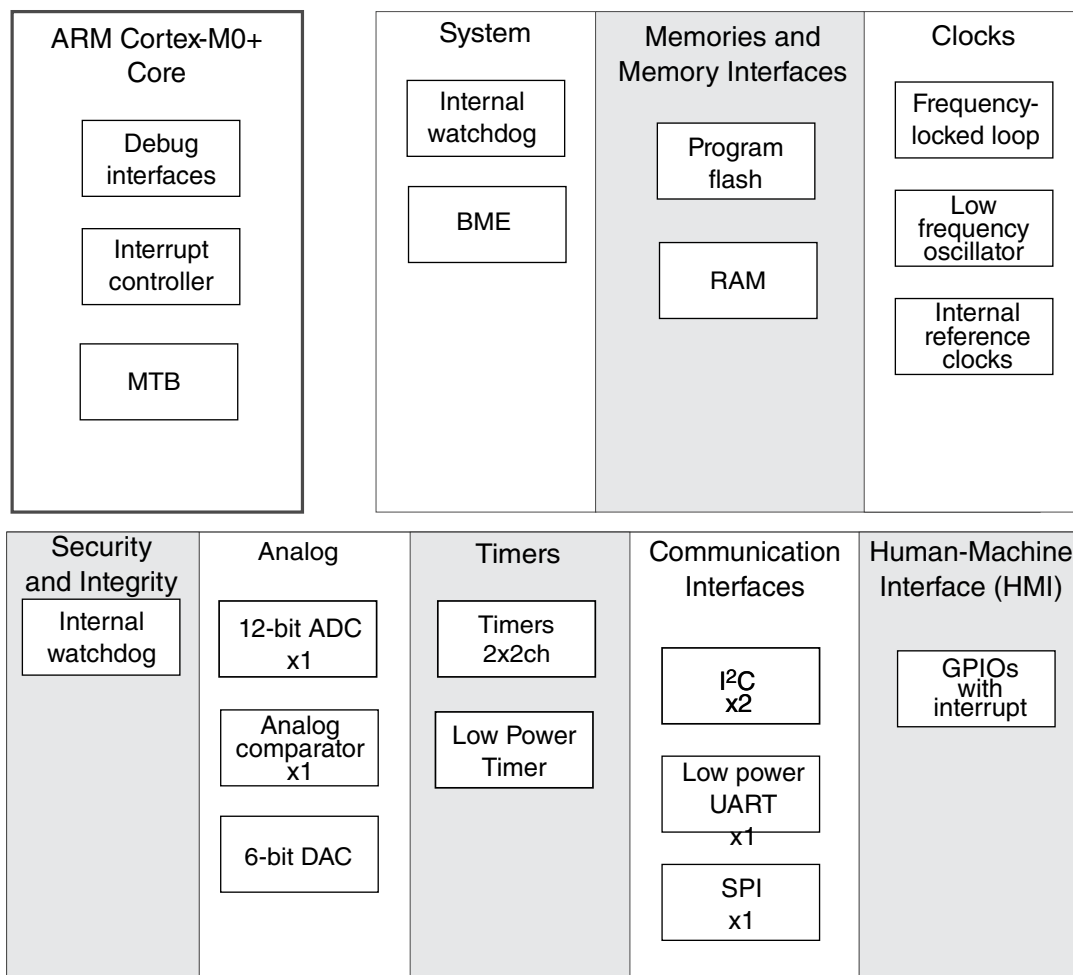 ARM Cortex-M0+
Core
Debug
interfaces
Interrupt
controller
MTB
System
Internal
watchdog
BME
Memories and
Memory Interfaces
Program
flash
RAM
Clocks
Frequency-
locked loop
Low
frequency
oscillator
Internal
reference
clocks
Security
and Integrity
Internal
watchdog
Analog
12-bit ADC
x1
Analog
comparator
x1
6-bit DAC
Timers
Timers
2x2ch
Low Power
Timer
Communication
Interfaces
I²C
x2
Low power
UART
x1
SPI
x1
Human-Machine
Interface (HMI)
GPIOs
with
interrupt